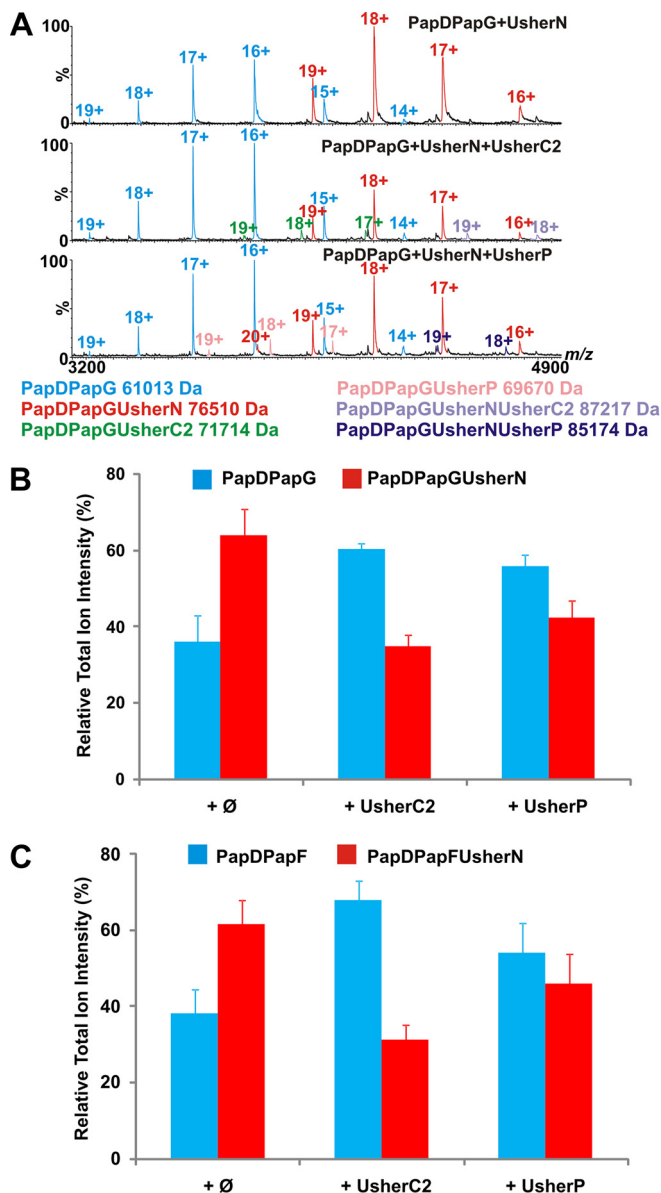 A
PapDPapG+UsherN
100
%
0
19+ 18+ 17+ 16+ 19+ 15+ 18+ 14+ 17+ 16+
PapDPapG+UsherN+UsherC2
100
%
0
19+ 18+ 17+ 16+ 19+ 18+ 19+ 15+ 17+ 18+ 14+ 17+ 19+ 16+ 18+
PapDPapG+UsherN+UsherP
100
%
0
19+ 18+ 17+ 19+ 16+ 20+ 18+ 19+ 15+ 17+ 18+ 14+ 19+ 17+ 18+ 16+
3200 4900 m/z
PapDPapG 61013 Da PapDPapGUsherP 69670 Da
PapDPapGUsherN 76510 Da PapDPapGUsherNUsherC2 87217 Da
PapDPapGUsherC2 71714 Da PapDPapGUsherNUsherP 85174 Da
B
PapDPapG PapDPapGUsherN
Relative Total Ion Intensity (%)
80
60
40
20
0
+ Ø + UsherC2 + UsherP
C
PapDPapF PapDPapFUsherN
Relative Total Ion Intensity (%)
80
60
40
20
0
+ Ø + UsherC2 + UsherP